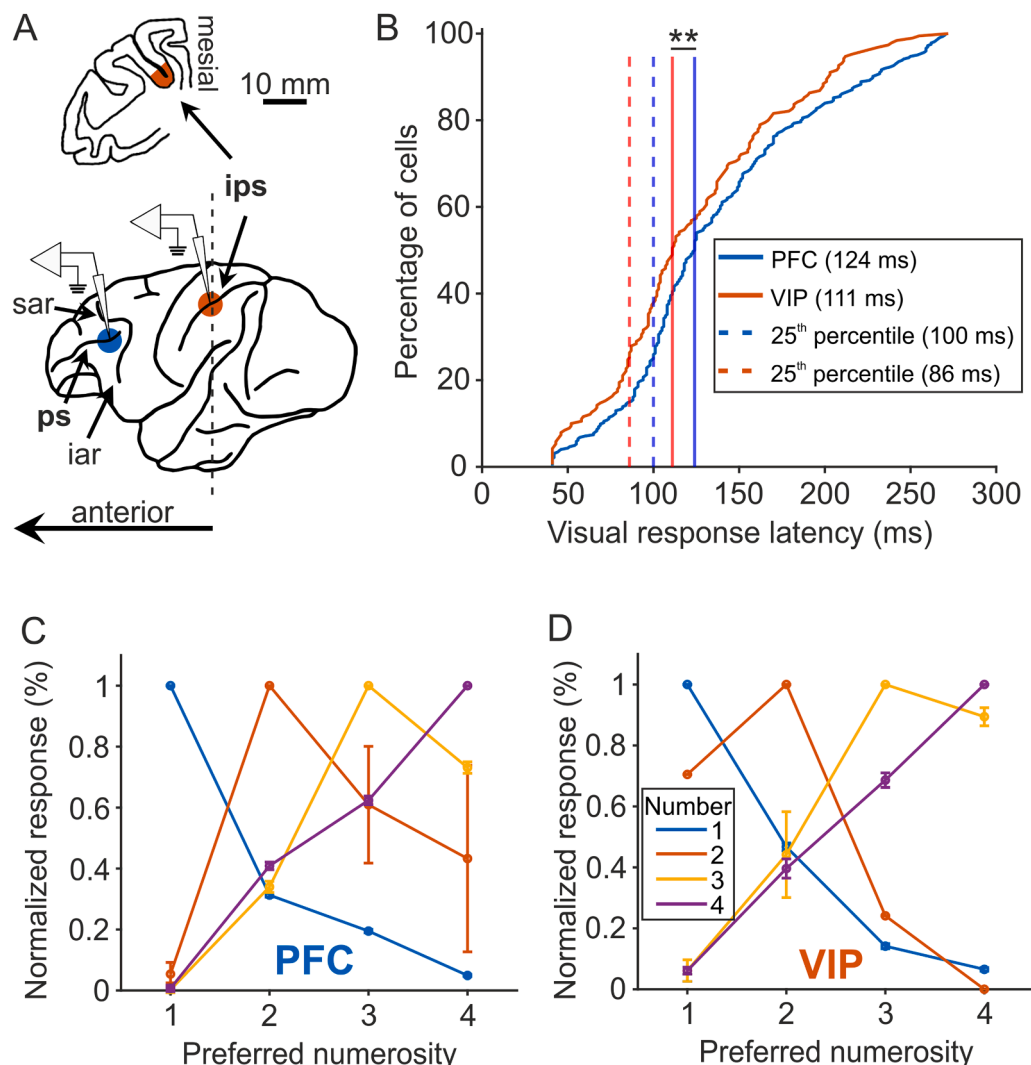 A
mesial
10 mm
ips
sar
ps
iar
anterior
B
**
Percentage of cells
100
80
60
40
20
0
PFC (124 ms)
VIP (111 ms)
25th percentile (100 ms)
25th percentile (86 ms)
0 50 100 150 200 250 300
Visual response latency (ms)
C
Normalized response (%)
1
0.8
0.6
0.4
0.2
0
PFC
1 2 3 4
Preferred numerosity
D
Normalized response (%)
1
0.8
0.6
0.4
0.2
0
Number
1
2
3
4
VIP
1 2 3 4
Preferred numerosity